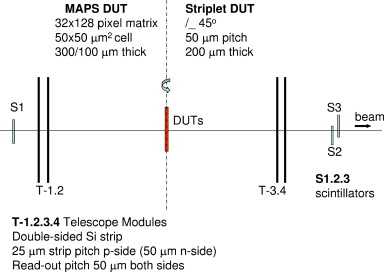 MAPS DUT
32x128 pixel matrix
50x50 µm² cell
300/100 µm thick
Striplet DUT
/_ 45º
50 µm pitch
200 µm thick
S1
DUTs
S3
beam
S2
T-1.2
T-3.4
S1.2.3
scintillators
T-1.2.3.4 Telescope Modules
Double-sided Si strip
25 µm strip pitch p-side (50 µm n-side)
Read-out pitch 50 µm both sides